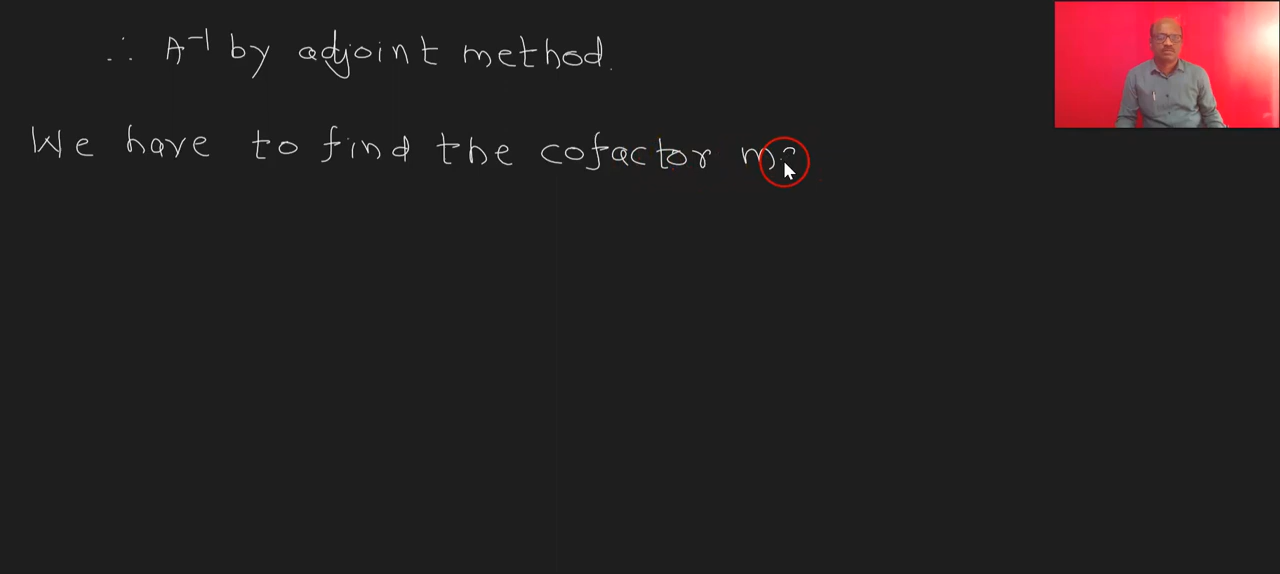 ∴ A⁻¹ by adjoint method.
We have to find the cofactor